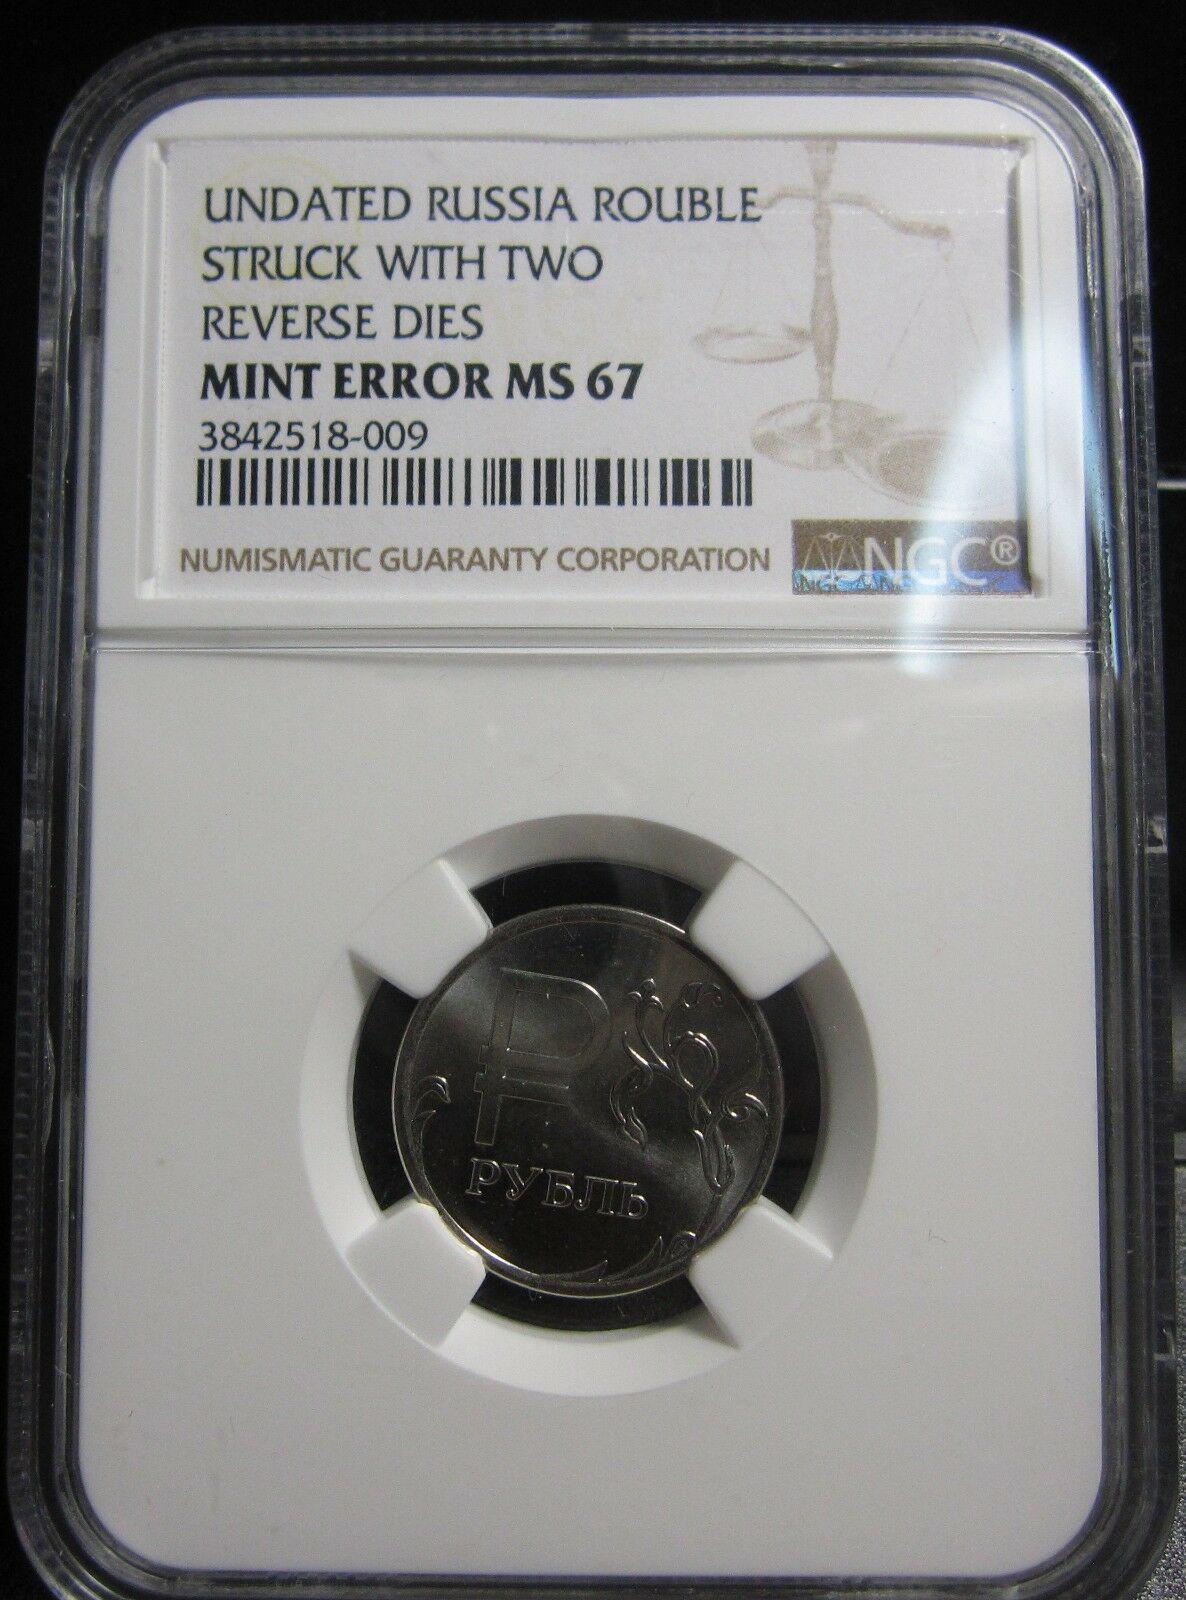 UNDATED RUSSIA ROUBLE
STRUCK WITH TWO
REVERSE DIES
MINT ERROR MS 67
3842518-009
NUMISMATIC GUARANTY CORPORATION
NGC®
₽
РУБЛЬ